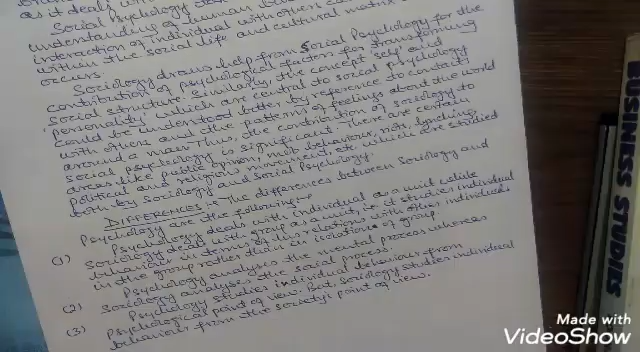 as it deals
Social Psychology
understanding of human
interaction of individual with others
within the social life and cultural matrix
occurs.
Sociology draws help from Social Psychology for the
contribution of psychological factors for transforming
social structure. Similarly, the concept 'self' and
'personality' which are central to social psychology
could be understood better by reference to contacts
with others and the patterns of feelings about the world
around a man. Thus, the contribution of sociology to
social psychology is significant. There are certain
areas like public opinion, mob behaviour, riots, lynching,
political and religious movement, etc. which are studied
both by sociology and social Psychology.
DIFFERENCES :- The differences between Sociology and
Psychology are the following:-
(1) Psychology deals with individual as a unit while
Sociology deals with group as a unit, i.e. it studies individual
behaviour in terms of his relations with other individuals
in the group rather than in isolations of group.
(2) Psychology analyses the mental process whereas
Sociology analyses the social process.
(3) Psychology studies individual behaviour from
Psychological point of view. But, sociology studies individual
behaviour from the society's point of view.
BUSINESS STUDIES
Made with
VideoShow